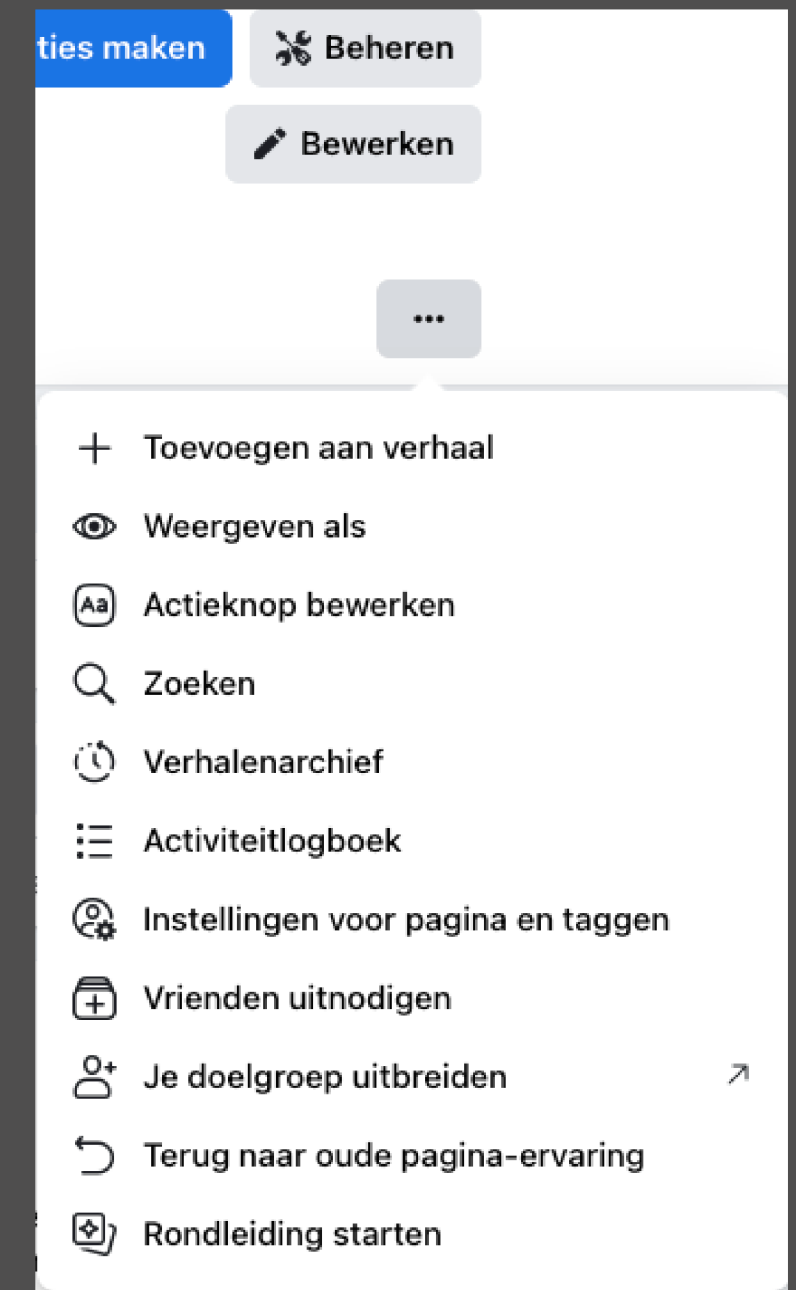 ties maken
Beheren
Bewerken
Toevoegen aan verhaal
Weergeven als
Aa Actieknop bewerken
Zoeken
Verhalenarchief
Activiteitlogboek
Instellingen voor pagina en taggen
Vrienden uitnodigen
Je doelgroep uitbreiden
Terug naar oude pagina-ervaring
Rondleiding starten